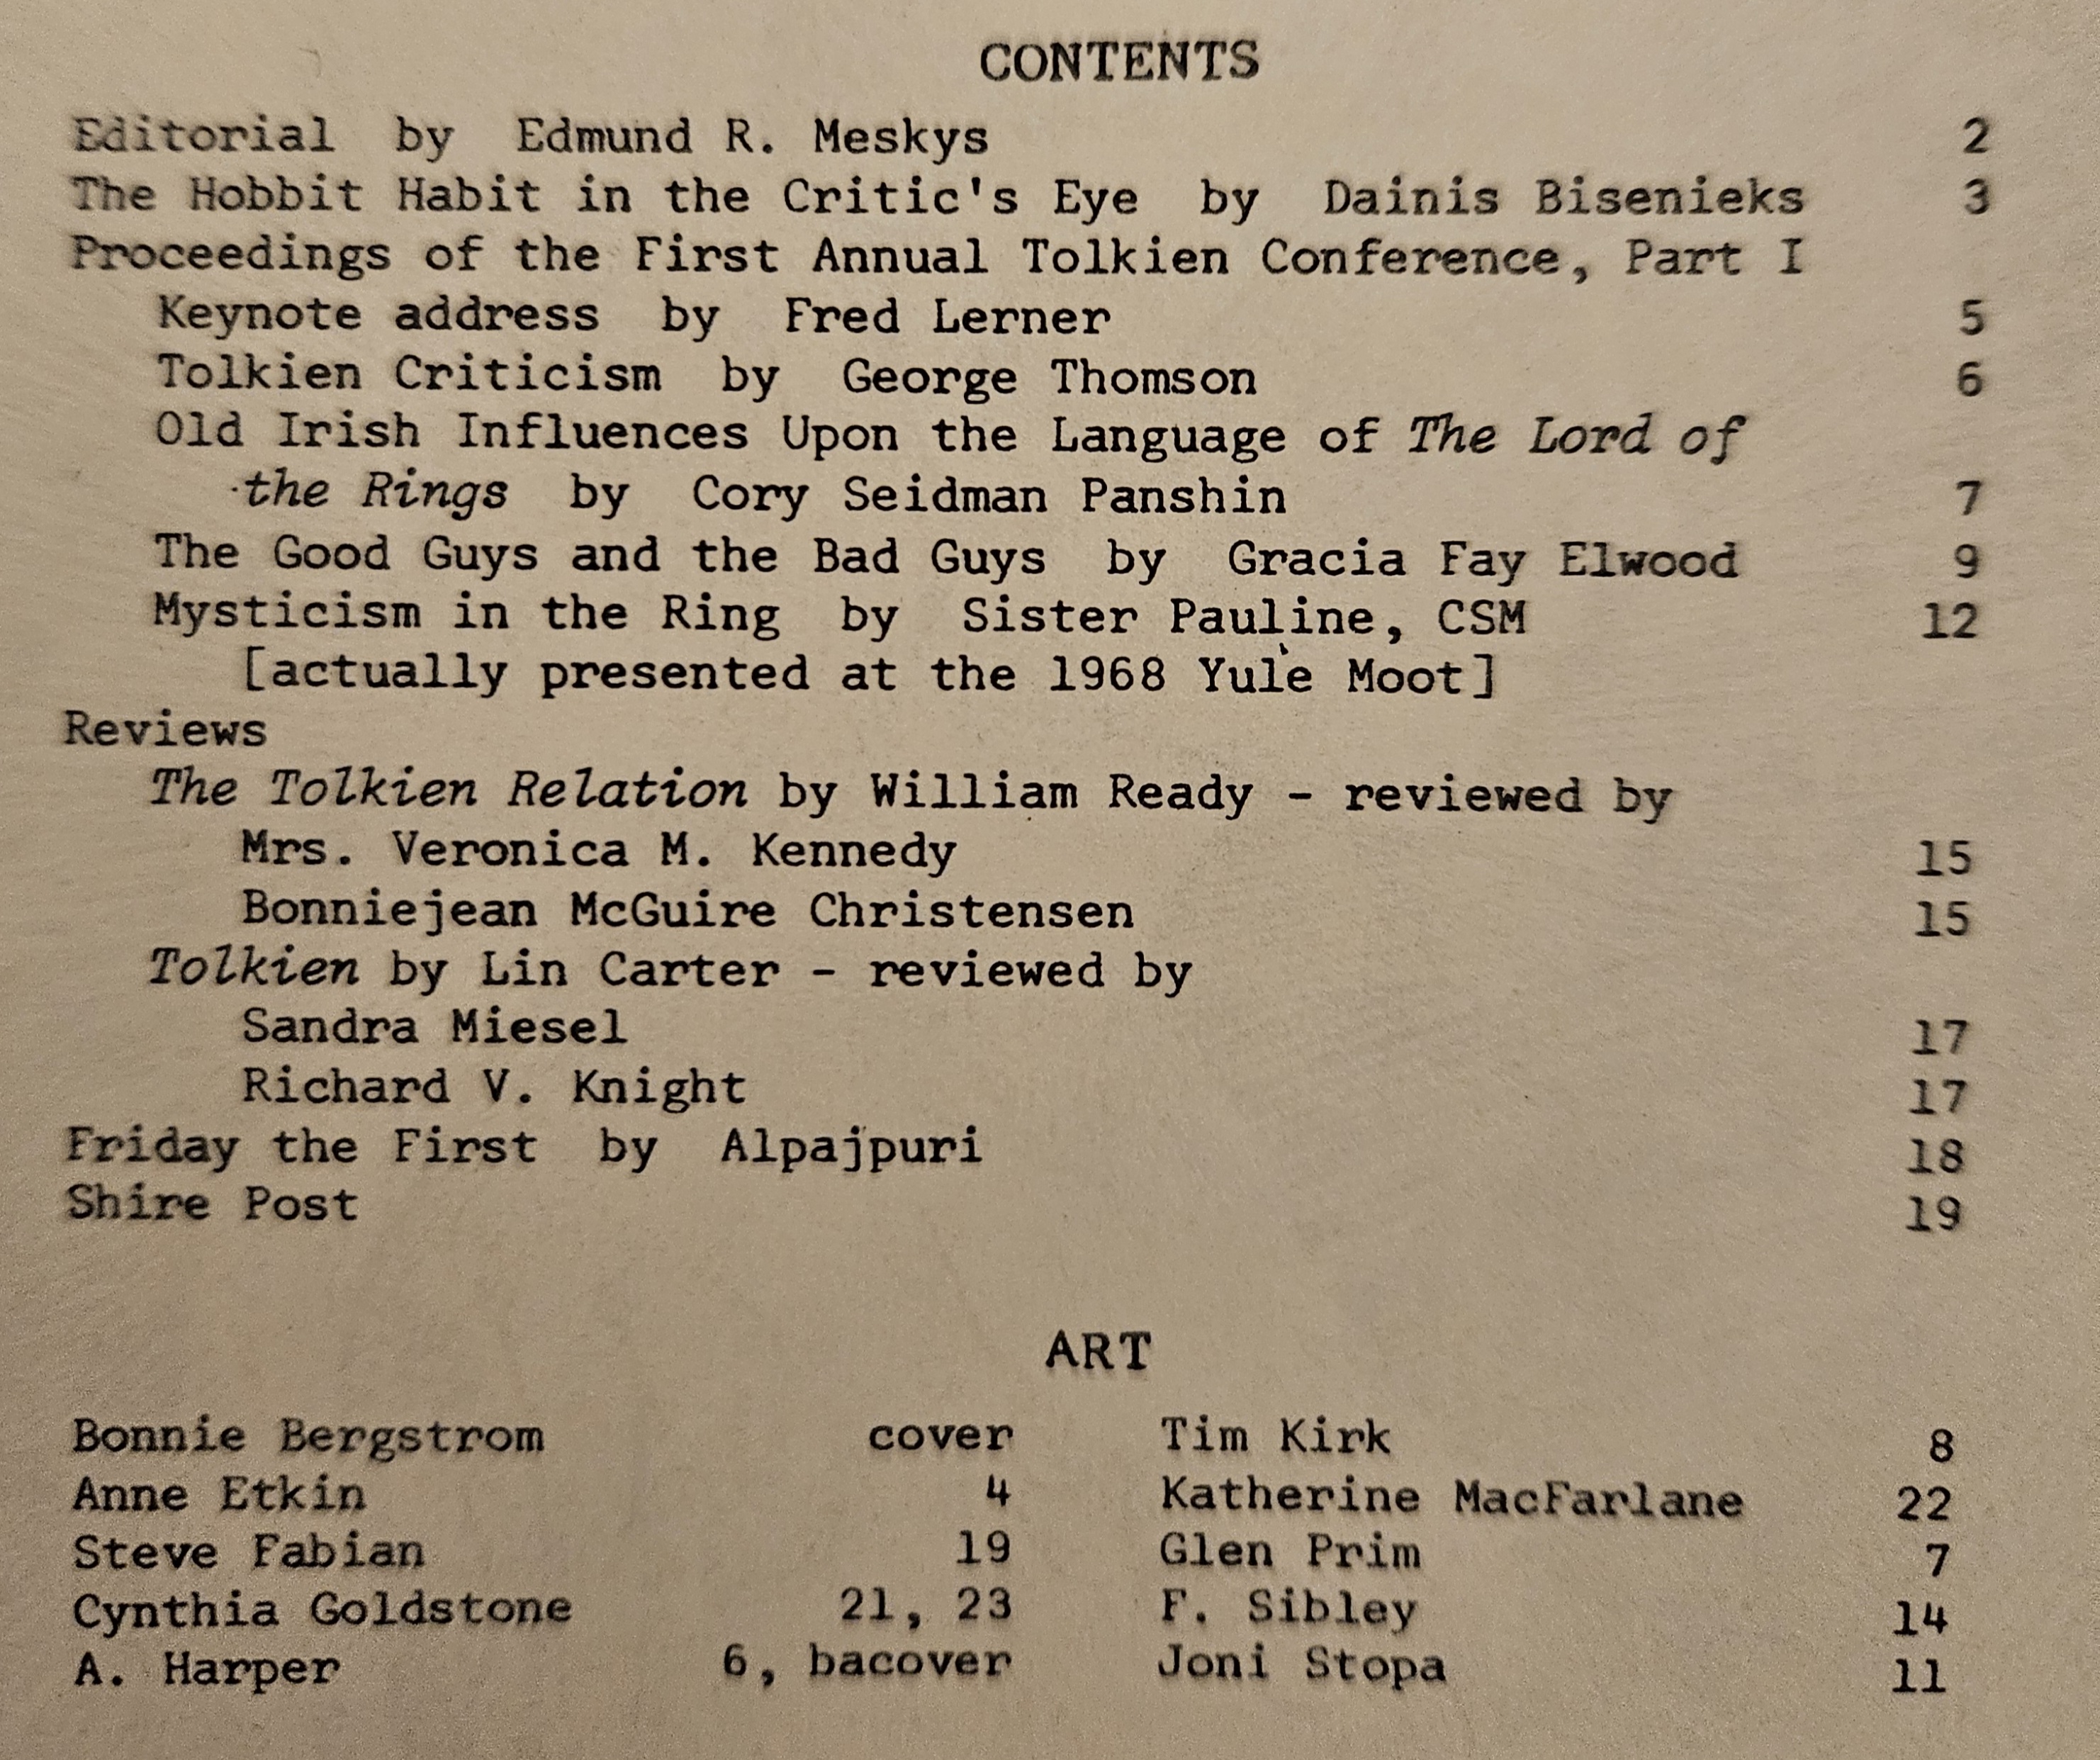 CONTENTS
Editorial by Edmund R. Meskys 2
The Hobbit Habit in the Critic's Eye by Dainis Bisenieks 3
Proceedings of the First Annual Tolkien Conference, Part I
Keynote address by Fred Lerner 5
Tolkien Criticism by George Thomson 6
Old Irish Influences Upon the Language of The Lord of
the Rings by Cory Seidman Panshin 7
The Good Guys and the Bad Guys by Gracia Fay Elwood 9
Mysticism in the Ring by Sister Pauline, CSM 12
[actually presented at the 1968 Yule Moot]
Reviews
The Tolkien Relation by William Ready - reviewed by
Mrs. Veronica M. Kennedy 15
Bonniejean McGuire Christensen 15
Tolkien by Lin Carter - reviewed by
Sandra Miesel 17
Richard V. Knight 17
Friday the First by Alpajpuri 18
Shire Post 19
ART
Bonnie Bergstrom cover Tim Kirk 8
Anne Etkin 4 Katherine MacFarlane 22
Steve Fabian 19 Glen Prim 7
Cynthia Goldstone 21, 23 F. Sibley 14
A. Harper 6, bacover Joni Stopa 11